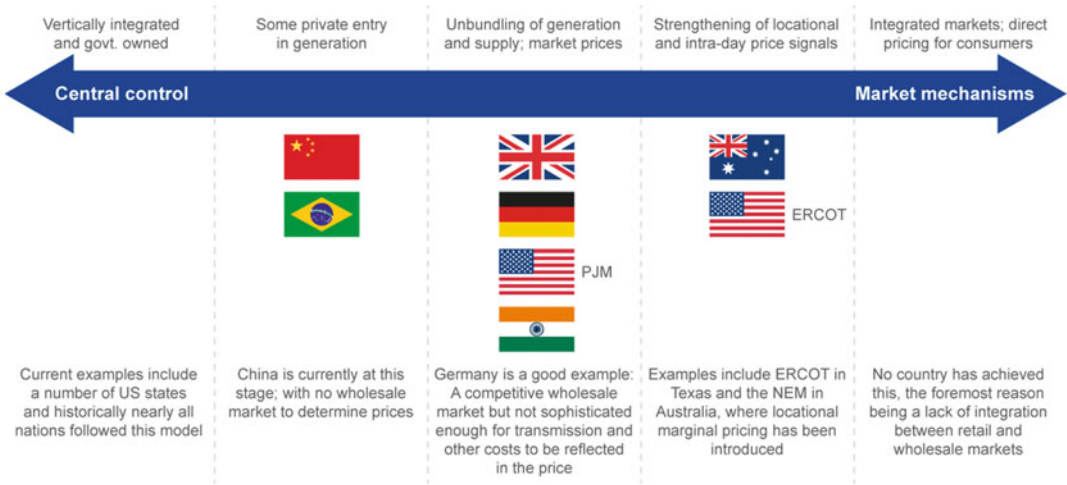 Vertically integrated
and govt. owned
Some private entry
in generation
Unbundling of generation
and supply; market prices
Strengthening of locational
and intra-day price signals
Integrated markets; direct
pricing for consumers
Central control
Market mechanisms
ERCOT
PJM
Current examples include
a number of US states
and historically nearly all
nations followed this model
China is currently at this
stage; with no wholesale
market to determine prices
Germany is a good example:
A competitive wholesale
market but not sophisticated
enough for transmission and
other costs to be reflected
in the price
Examples include ERCOT in
Texas and the NEM in
Australia, where locational
marginal pricing has been
introduced
No country has achieved
this, the foremost reason
being a lack of integration
between retail and
wholesale markets